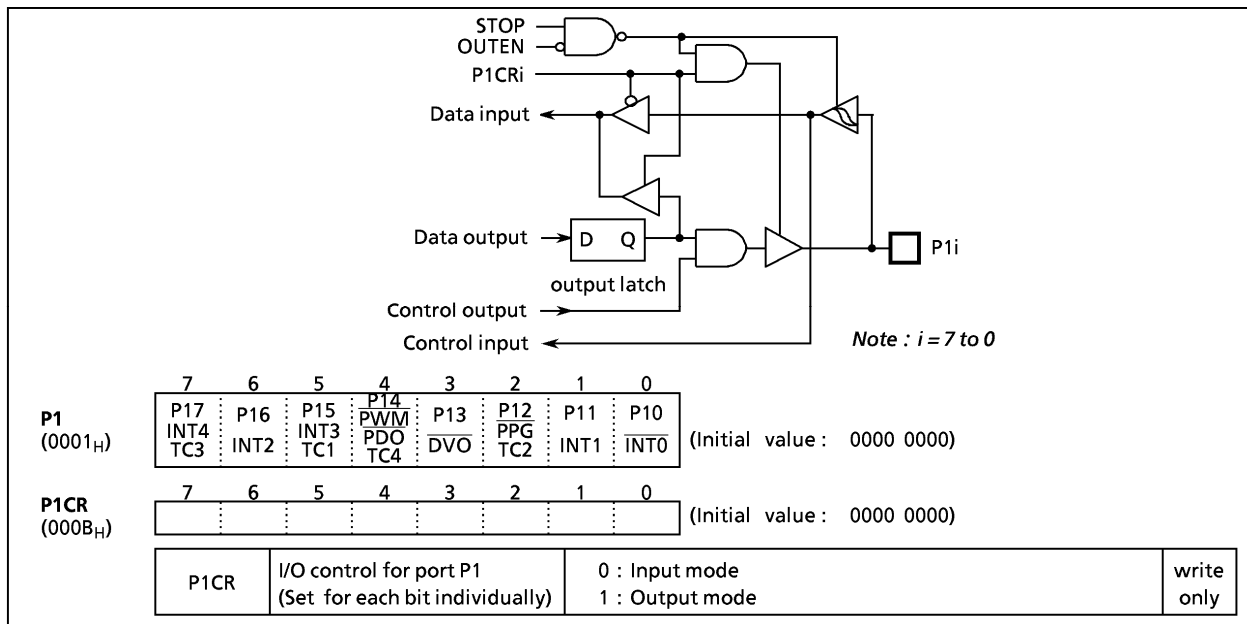 STOP
OUTEN
P1CRi
Data input
Data output
D Q
output latch
P1i
Control output
Control input
Note : i = 7 to 0
7 6 5 4 3 2 1 0
P1
(0001H)
P17 INT4 TC3
P16 INT2
P15 INT3 TC1
P14 PWM PDO TC4
P13 DVO
P12 PPG TC2
P11 INT1
P10 INT0
(Initial value : 0000 0000)
7 6 5 4 3 2 1 0
P1CR
(000BH)
(Initial value : 0000 0000)
P1CR
I/O control for port P1
(Set for each bit individually)
0 : Input mode
1 : Output mode
write
only